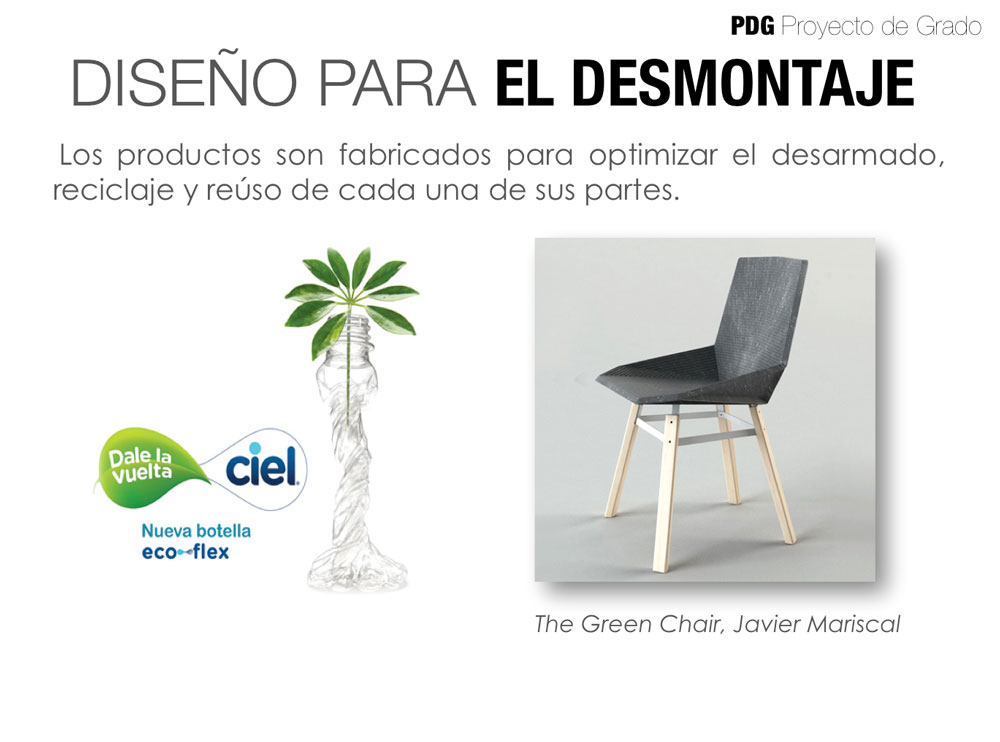 PDG Proyecto de Grado
DISEÑO PARA EL DESMONTAJE
Los productos son fabricados para optimizar el desarmado,
reciclaje y reúso de cada una de sus partes.
Dale la
vuelta
ciel
Nueva botella
eco flex
The Green Chair, Javier Mariscal